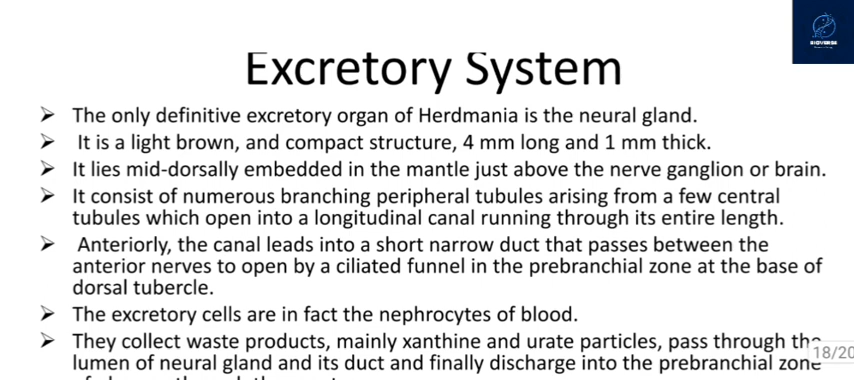 BIOVERSE
Excretory System
➢ The only definitive excretory organ of Herdmania is the neural gland.
➢ It is a light brown, and compact structure, 4 mm long and 1 mm thick.
➢ It lies mid-dorsally embedded in the mantle just above the nerve ganglion or brain.
➢ It consist of numerous branching peripheral tubules arising from a few central
tubules which open into a longitudinal canal running through its entire length.
➢ Anteriorly, the canal leads into a short narrow duct that passes between the
anterior nerves to open by a ciliated funnel in the prebranchial zone at the base of
dorsal tubercle.
➢ The excretory cells are in fact the nephrocytes of blood.
➢ They collect waste products, mainly xanthine and urate particles, pass through the
lumen of neural gland and its duct and finally discharge into the prebranchial zone
18/20